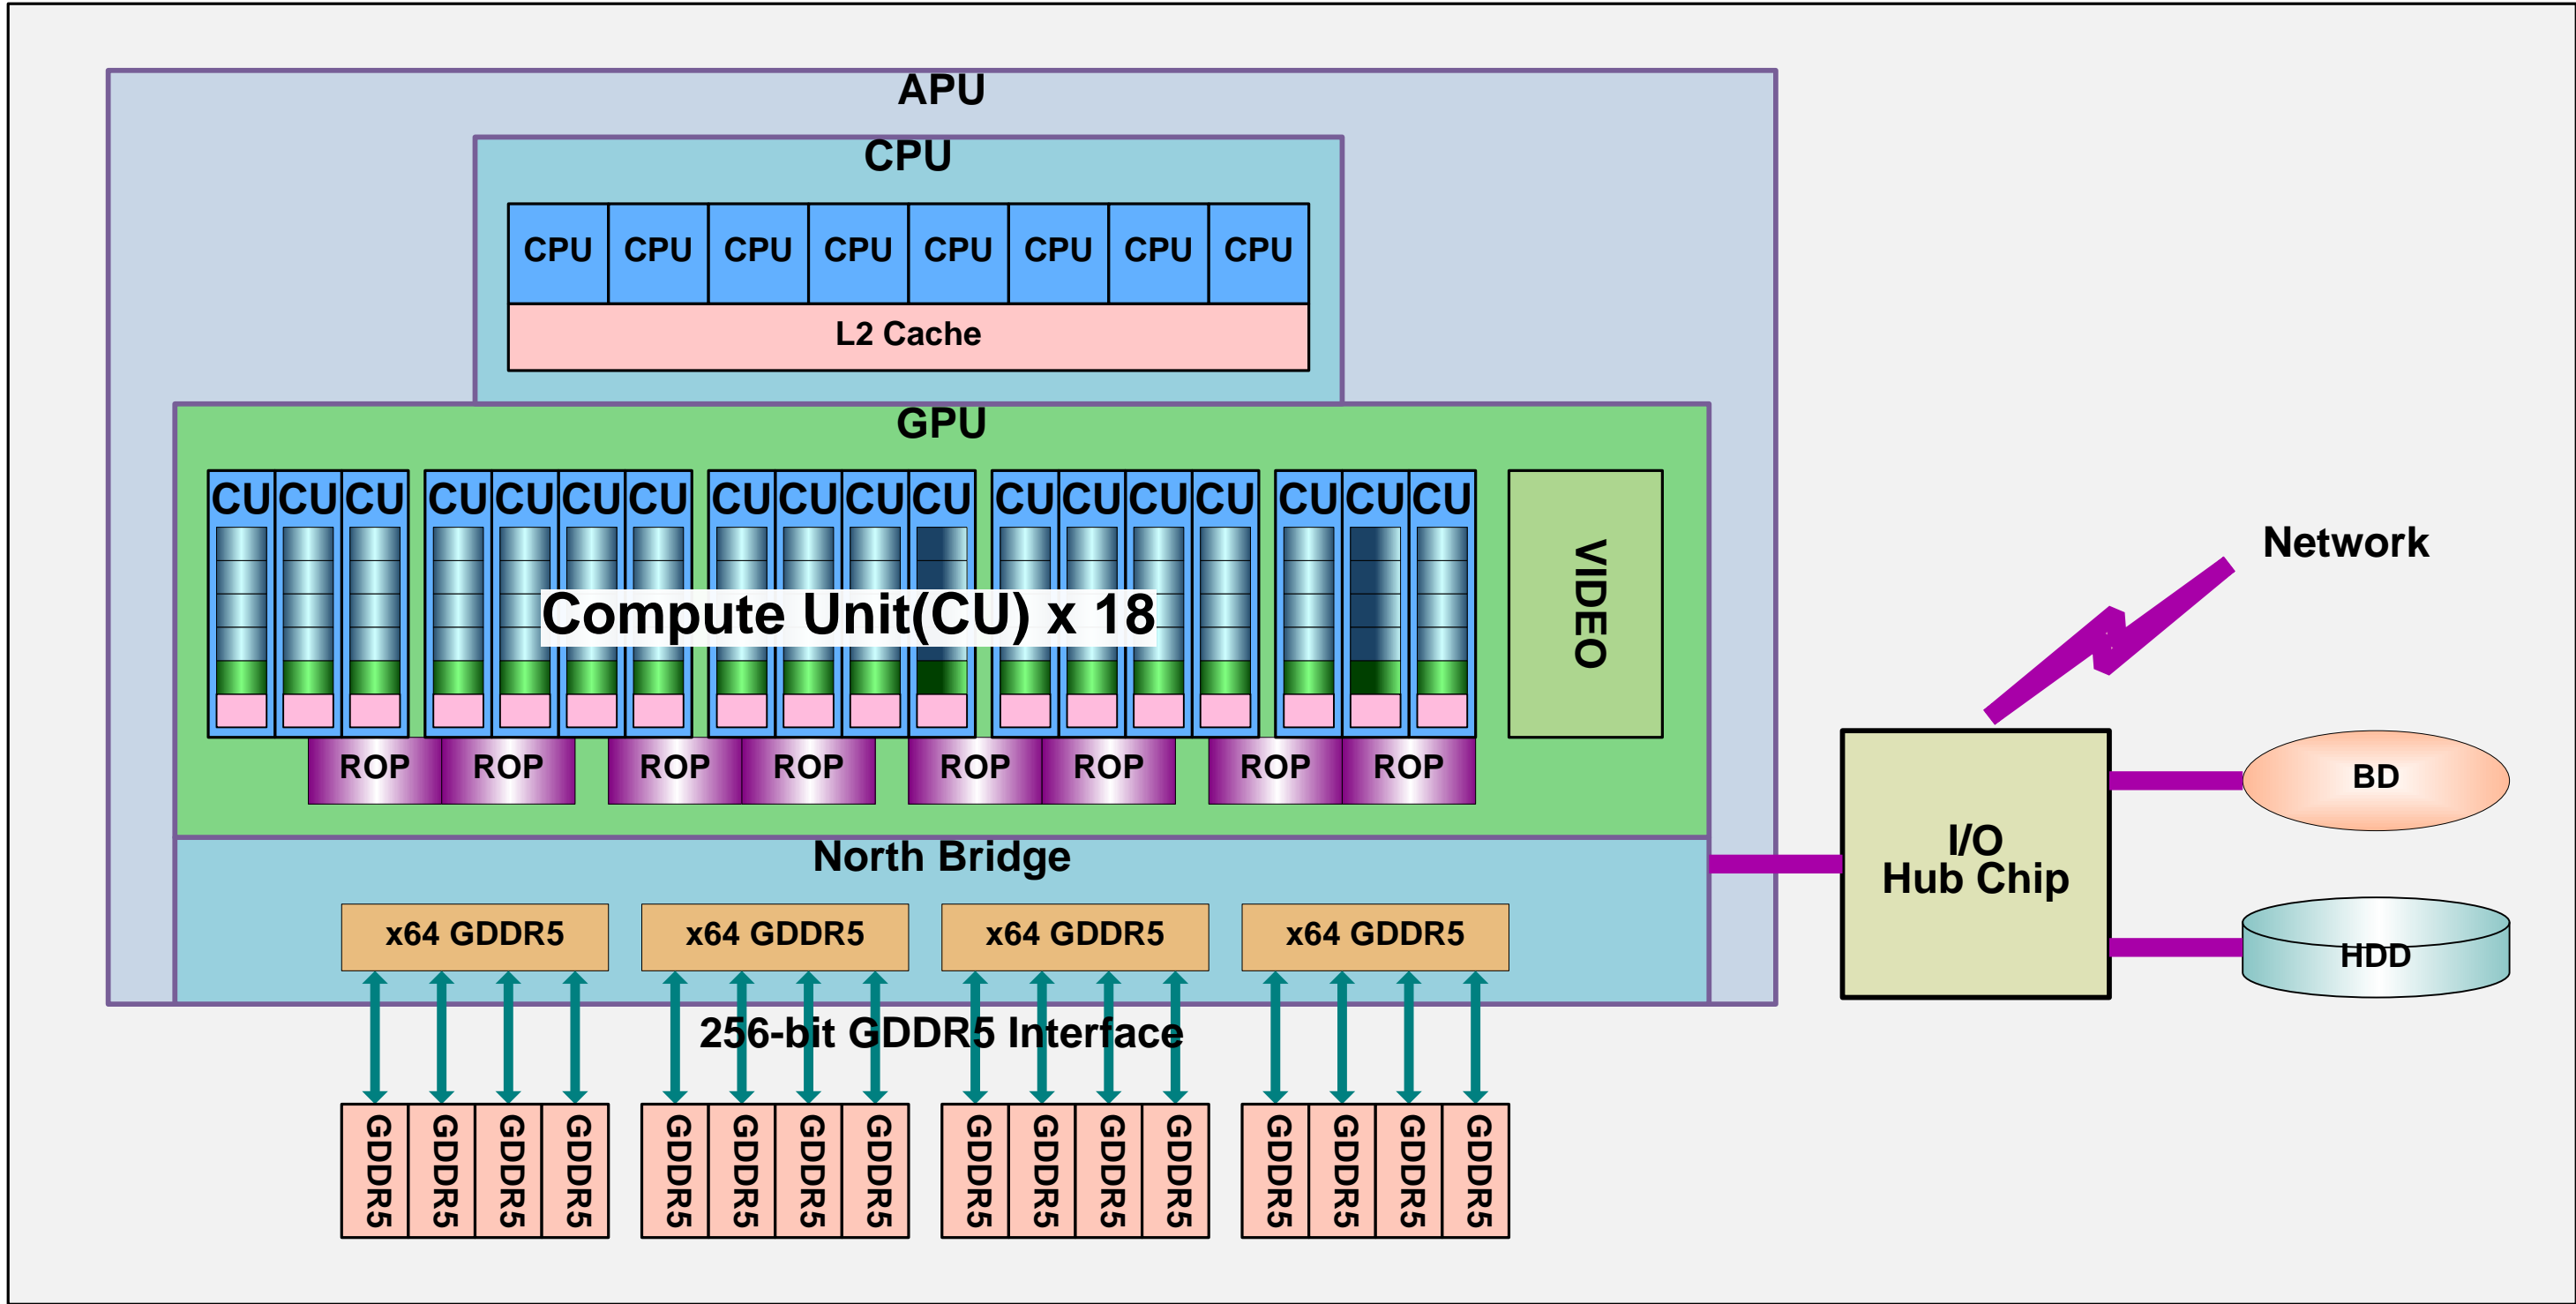 APU
CPU
CPU CPU CPU CPU CPU CPU CPU CPU
L2 Cache
GPU
CU CU CU CU CU CU CU CU CU CU CU CU CU CU CU CU CU CU
Compute Unit(CU) x 18
VIDEO
ROP ROP ROP ROP ROP ROP ROP ROP
North Bridge
x64 GDDR5 x64 GDDR5 x64 GDDR5 x64 GDDR5
256-bit GDDR5 Interface
GDDR5 GDDR5 GDDR5 GDDR5 GDDR5 GDDR5 GDDR5 GDDR5 GDDR5 GDDR5 GDDR5 GDDR5 GDDR5 GDDR5 GDDR5 GDDR5
Network
I/O
Hub Chip
BD
HDD